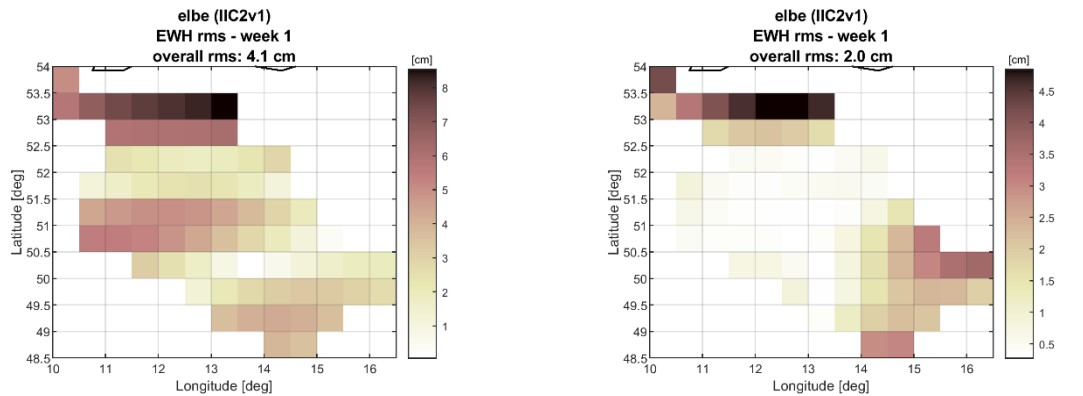 elbe (IIC2v1)
EWH rms - week 1
overall rms: 4.1 cm
[cm]
54
53.5
53
52.5
52
51.5
51
50.5
50
49.5
49
48.5
Latitude [deg]
10 11 12 13 14 15 16
Longitude [deg]
8
7
6
5
4
3
2
1
elbe (IIC2v1)
EWH rms - week 1
overall rms: 2.0 cm
[cm]
54
53.5
53
52.5
52
51.5
51
50.5
50
49.5
49
48.5
Latitude [deg]
10 11 12 13 14 15 16
Longitude [deg]
4.5
4
3.5
3
2.5
2
1.5
1
0.5